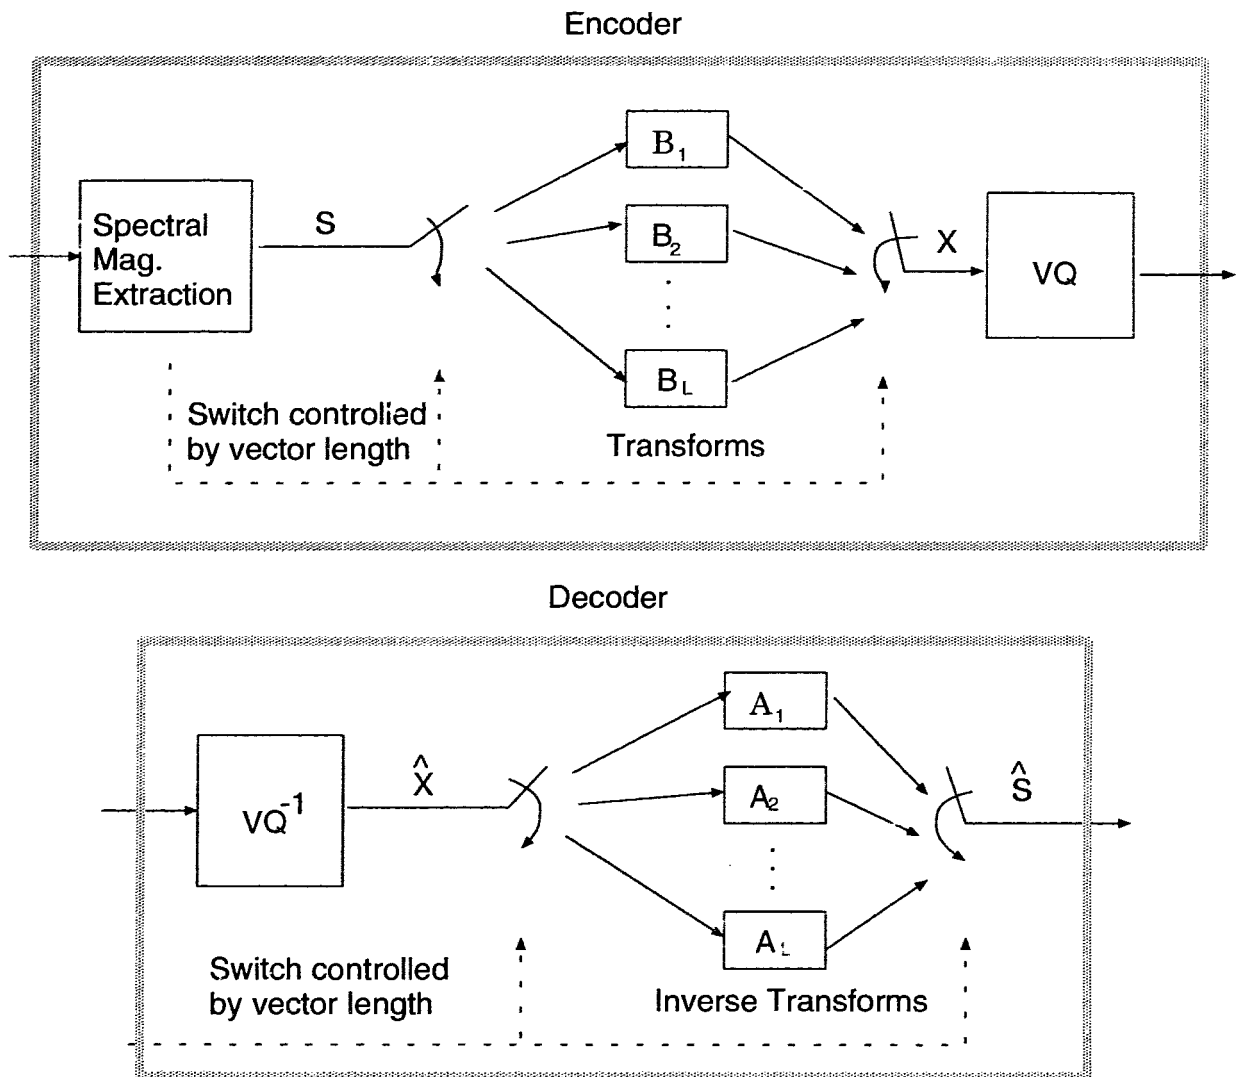 Encoder
Spectral
Mag.
Extraction
S
B1
B2
BL
X
VQ
Switch controlled
by vector length
Transforms
Decoder
VQ-1
^
X
A1
A2
AL
^
S
Switch controlled
by vector length
Inverse Transforms